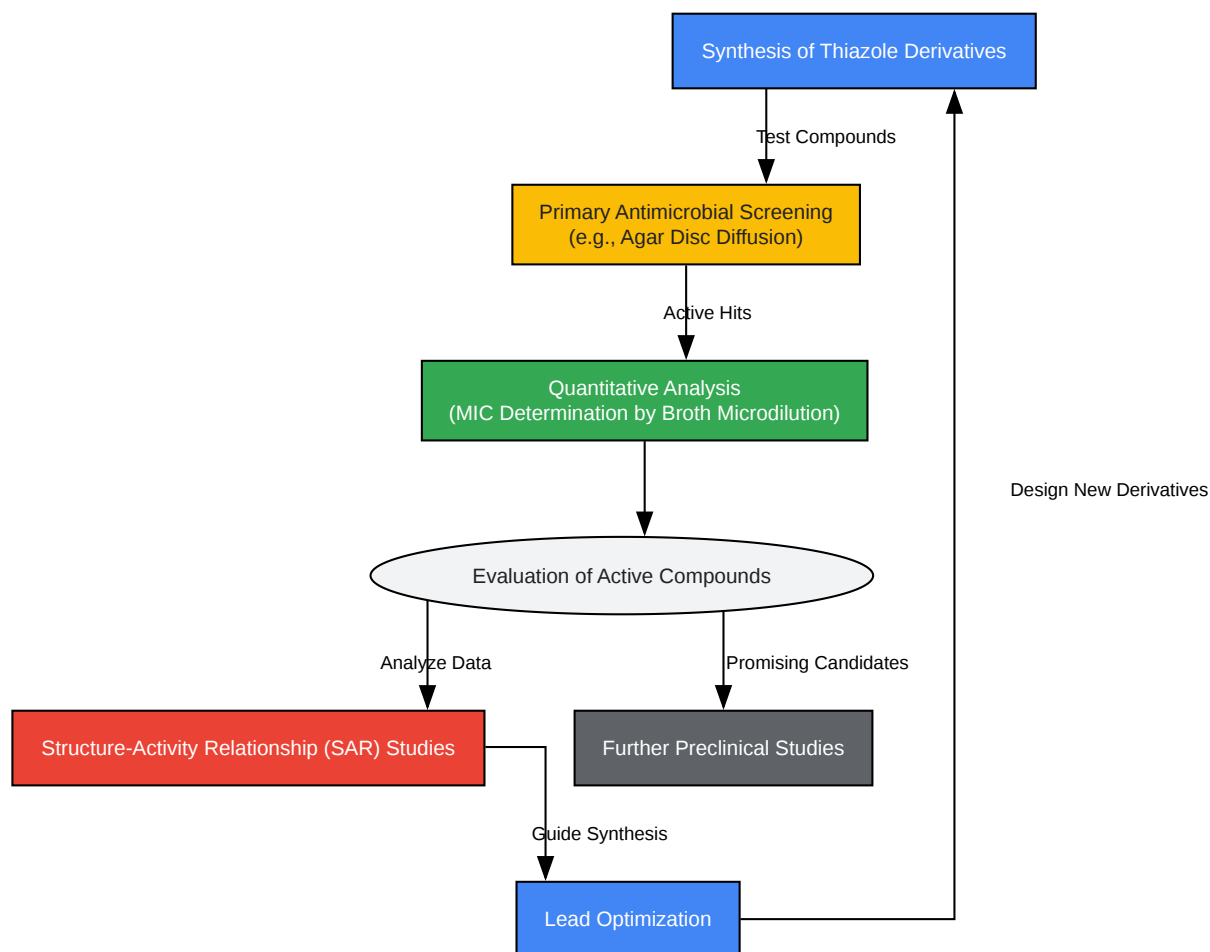 Synthesis of Thiazole Derivatives
Test Compounds
Primary Antimicrobial Screening
(e.g., Agar Disc Diffusion)
Active Hits
Quantitative Analysis
(MIC Determination by Broth Microdilution)
Design New Derivatives
Evaluation of Active Compounds
Analyze Data
Promising Candidates
Structure-Activity Relationship (SAR) Studies
Further Preclinical Studies
Guide Synthesis
Lead Optimization